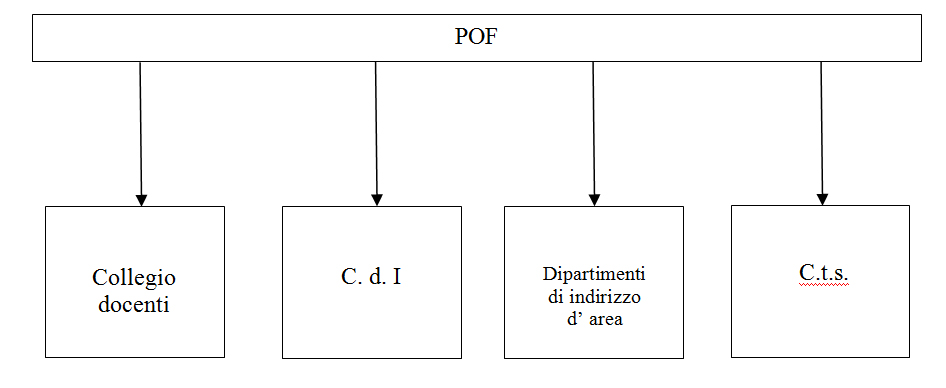 POF
Collegio
docenti
C. d. I
Dipartimenti
di indirizzo
d’ area
C.t.s.